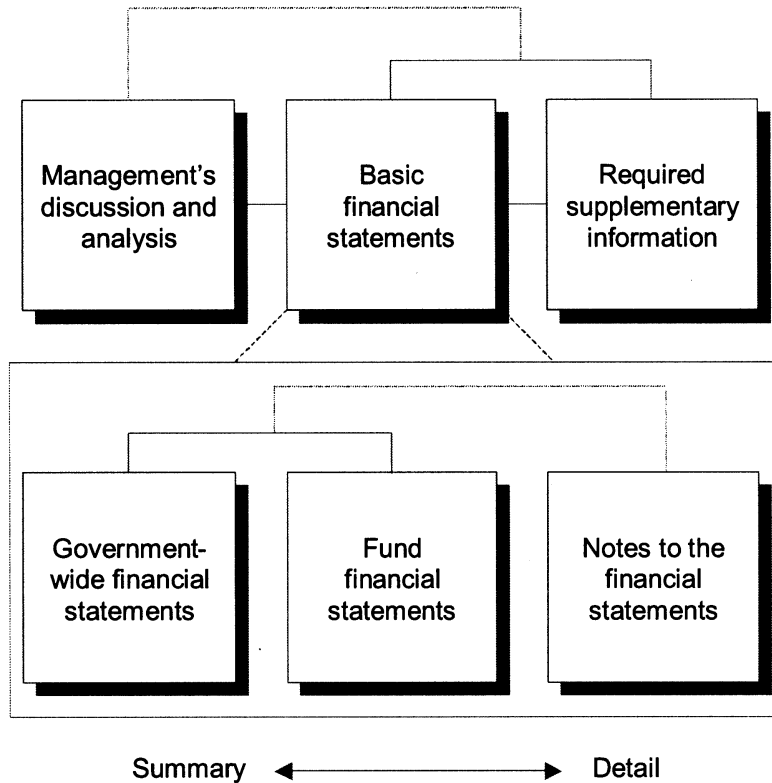 Management's
discussion and
analysis
Basic
financial
statements
Required
supplementary
information
Government-
wide financial
statements
Fund
financial
statements
Notes to the
financial
statements
Summary
Detail